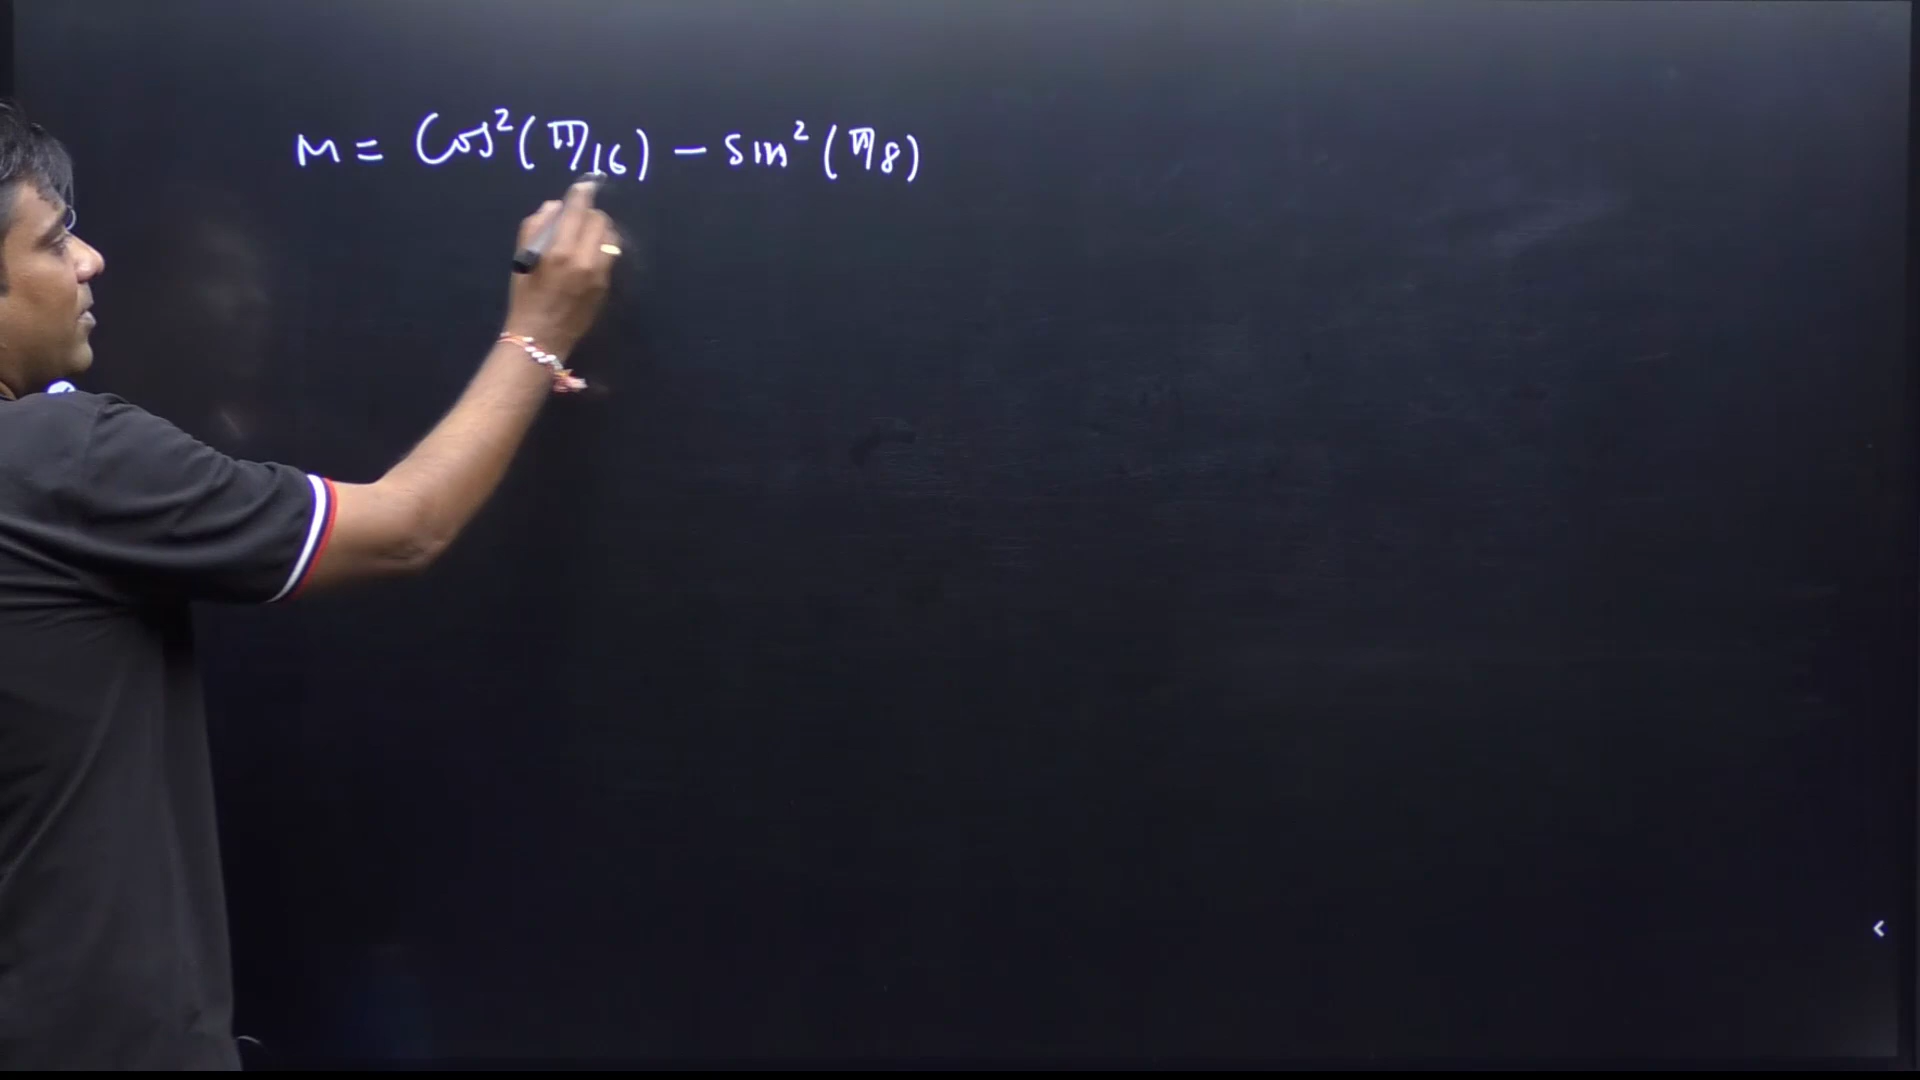 M = Cos²(π/16) - sin²(π/8)